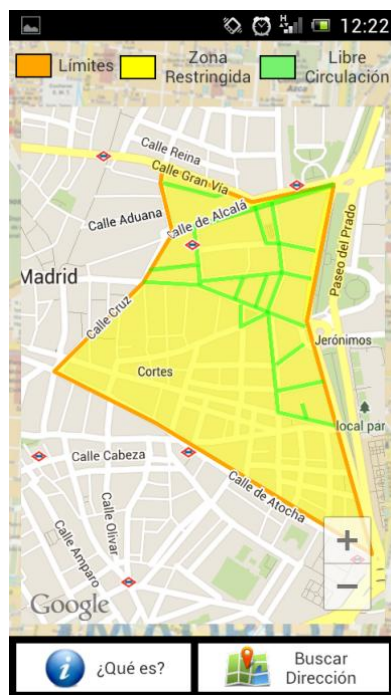 H
12:22
Límites
Zona
Restringida
Libre
Circulación
Calle Reina
Calle Gran Vía
Calle Aduana
Calle de Alcalá
Paseo del Prado
Madrid
Calle Cruz
Jerónimos
Cortes
local par
Calle Cabeza
Calle de Atocha
Calle Olivar
Calle Amparo
+
−
Google
i
¿Qué es?
Buscar
Dirección